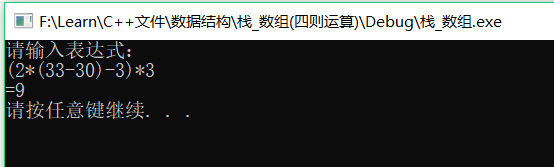 F:\Learn\C++文件\数据结构\栈_数组(四则运算)\Debug\栈_数组.exe
请输入表达式：
(2*(33-30)-3)*3
=9
请按任意键继续. . .